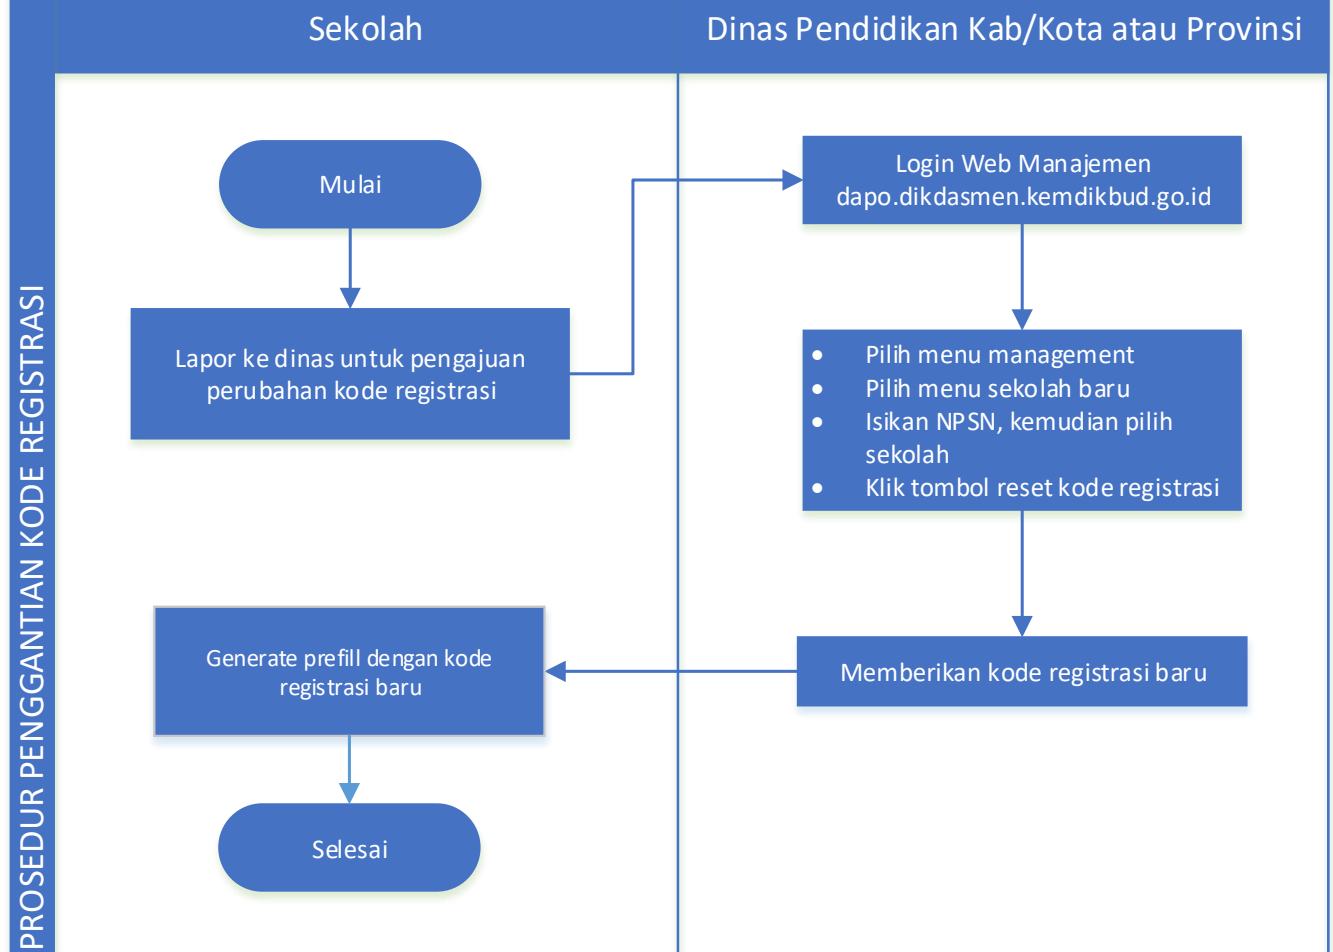 PROSEDUR PENGGANTIAN KODE REGISTRASI
Sekolah
Dinas Pendidikan Kab/Kota atau Provinsi
Mulai
Lapor ke dinas untuk pengajuan
perubahan kode registrasi
Login Web Manajemen
dapo.dikdasmen.kemdikbud.go.id
• Pilih menu management
• Pilih menu sekolah baru
• Isikan NPSN, kemudian pilih
sekolah
• Klik tombol reset kode registrasi
Memberikan kode registrasi baru
Generate prefill dengan kode
registrasi baru
Selesai